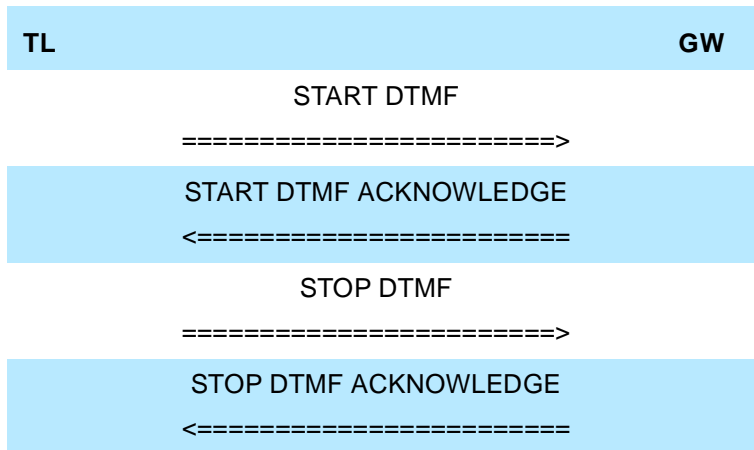 TL GW
START DTMF
========================>
START DTMF ACKNOWLEDGE
<========================
STOP DTMF
========================>
STOP DTMF ACKNOWLEDGE
<========================